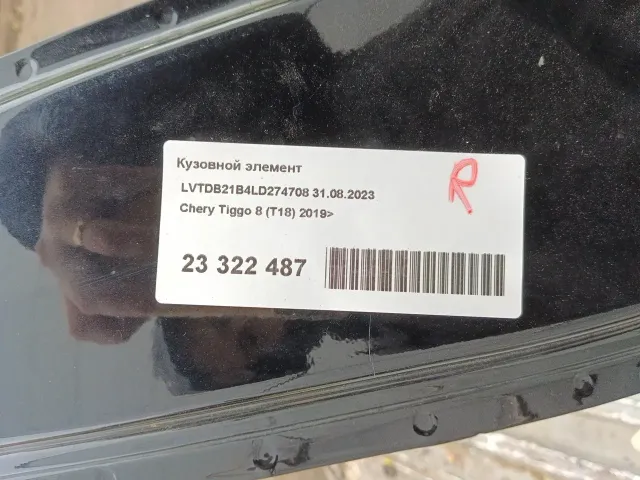 Кузовной элемент
LVTDB21B4LD274708 31.08.2023
Chery Tiggo 8 (T18) 2019>
23 322 487
R